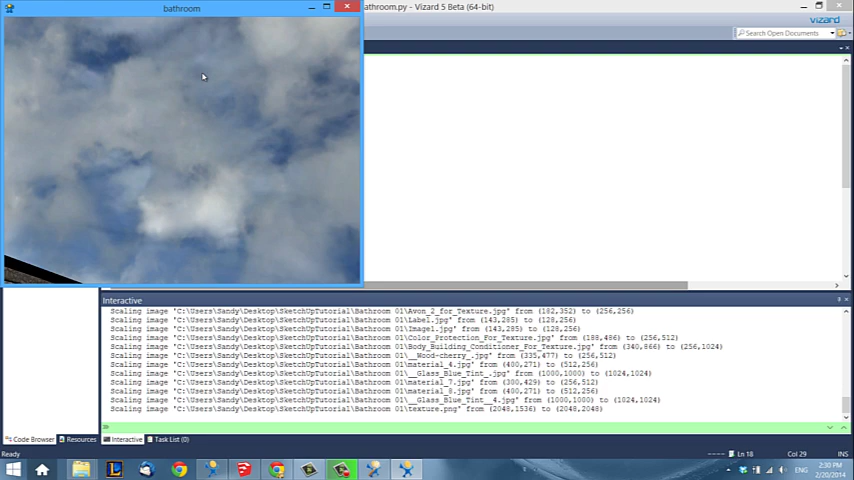 bathroom
athroom.py - Vizard 5 Beta (64-bit)
vizard
Search Open Documents
Interactive
Scaling image 'C:\Users\Sandy\Desktop\SketchUpTutorial\Bathroom 01\Avon_2_for_Texture.jpg' from (182,352) to (256,256)
Scaling image 'C:\Users\Sandy\Desktop\SketchUpTutorial\Bathroom 01\Label.jpg' from (143,285) to (128,256)
Scaling image 'C:\Users\Sandy\Desktop\SketchUpTutorial\Bathroom 01\Image1.jpg' from (143,285) to (128,256)
Scaling image 'C:\Users\Sandy\Desktop\SketchUpTutorial\Bathroom 01\Color_Protection_For_Texture.jpg' from (188,486) to (256,512)
Scaling image 'C:\Users\Sandy\Desktop\SketchUpTutorial\Bathroom 01\Body_Building_Conditioner_For_Texture.jpg' from (340,866) to (256,1024)
Scaling image 'C:\Users\Sandy\Desktop\SketchUpTutorial\Bathroom 01\__Wood-cherry_.jpg' from (335,477) to (256,512)
Scaling image 'C:\Users\Sandy\Desktop\SketchUpTutorial\Bathroom 01\material_4.jpg' from (400,271) to (512,256)
Scaling image 'C:\Users\Sandy\Desktop\SketchUpTutorial\Bathroom 01\__Glass_Blue_Tint_.jpg' from (1000,1000) to (1024,1024)
Scaling image 'C:\Users\Sandy\Desktop\SketchUpTutorial\Bathroom 01\material_7.jpg' from (300,429) to (256,512)
Scaling image 'C:\Users\Sandy\Desktop\SketchUpTutorial\Bathroom 01\material_8.jpg' from (400,271) to (512,256)
Scaling image 'C:\Users\Sandy\Desktop\SketchUpTutorial\Bathroom 01\__Glass_Blue_Tint__4.jpg' from (1000,1000) to (1024,1024)
Scaling image 'C:\Users\Sandy\Desktop\SketchUpTutorial\Bathroom 01\texture.png' from (2048,1536) to (2048,2048)
Code Browser Resources Interactive Task List (0)
Ready Ln 18 Col 29 INS
ENG 2:30 PM
2/20/2014